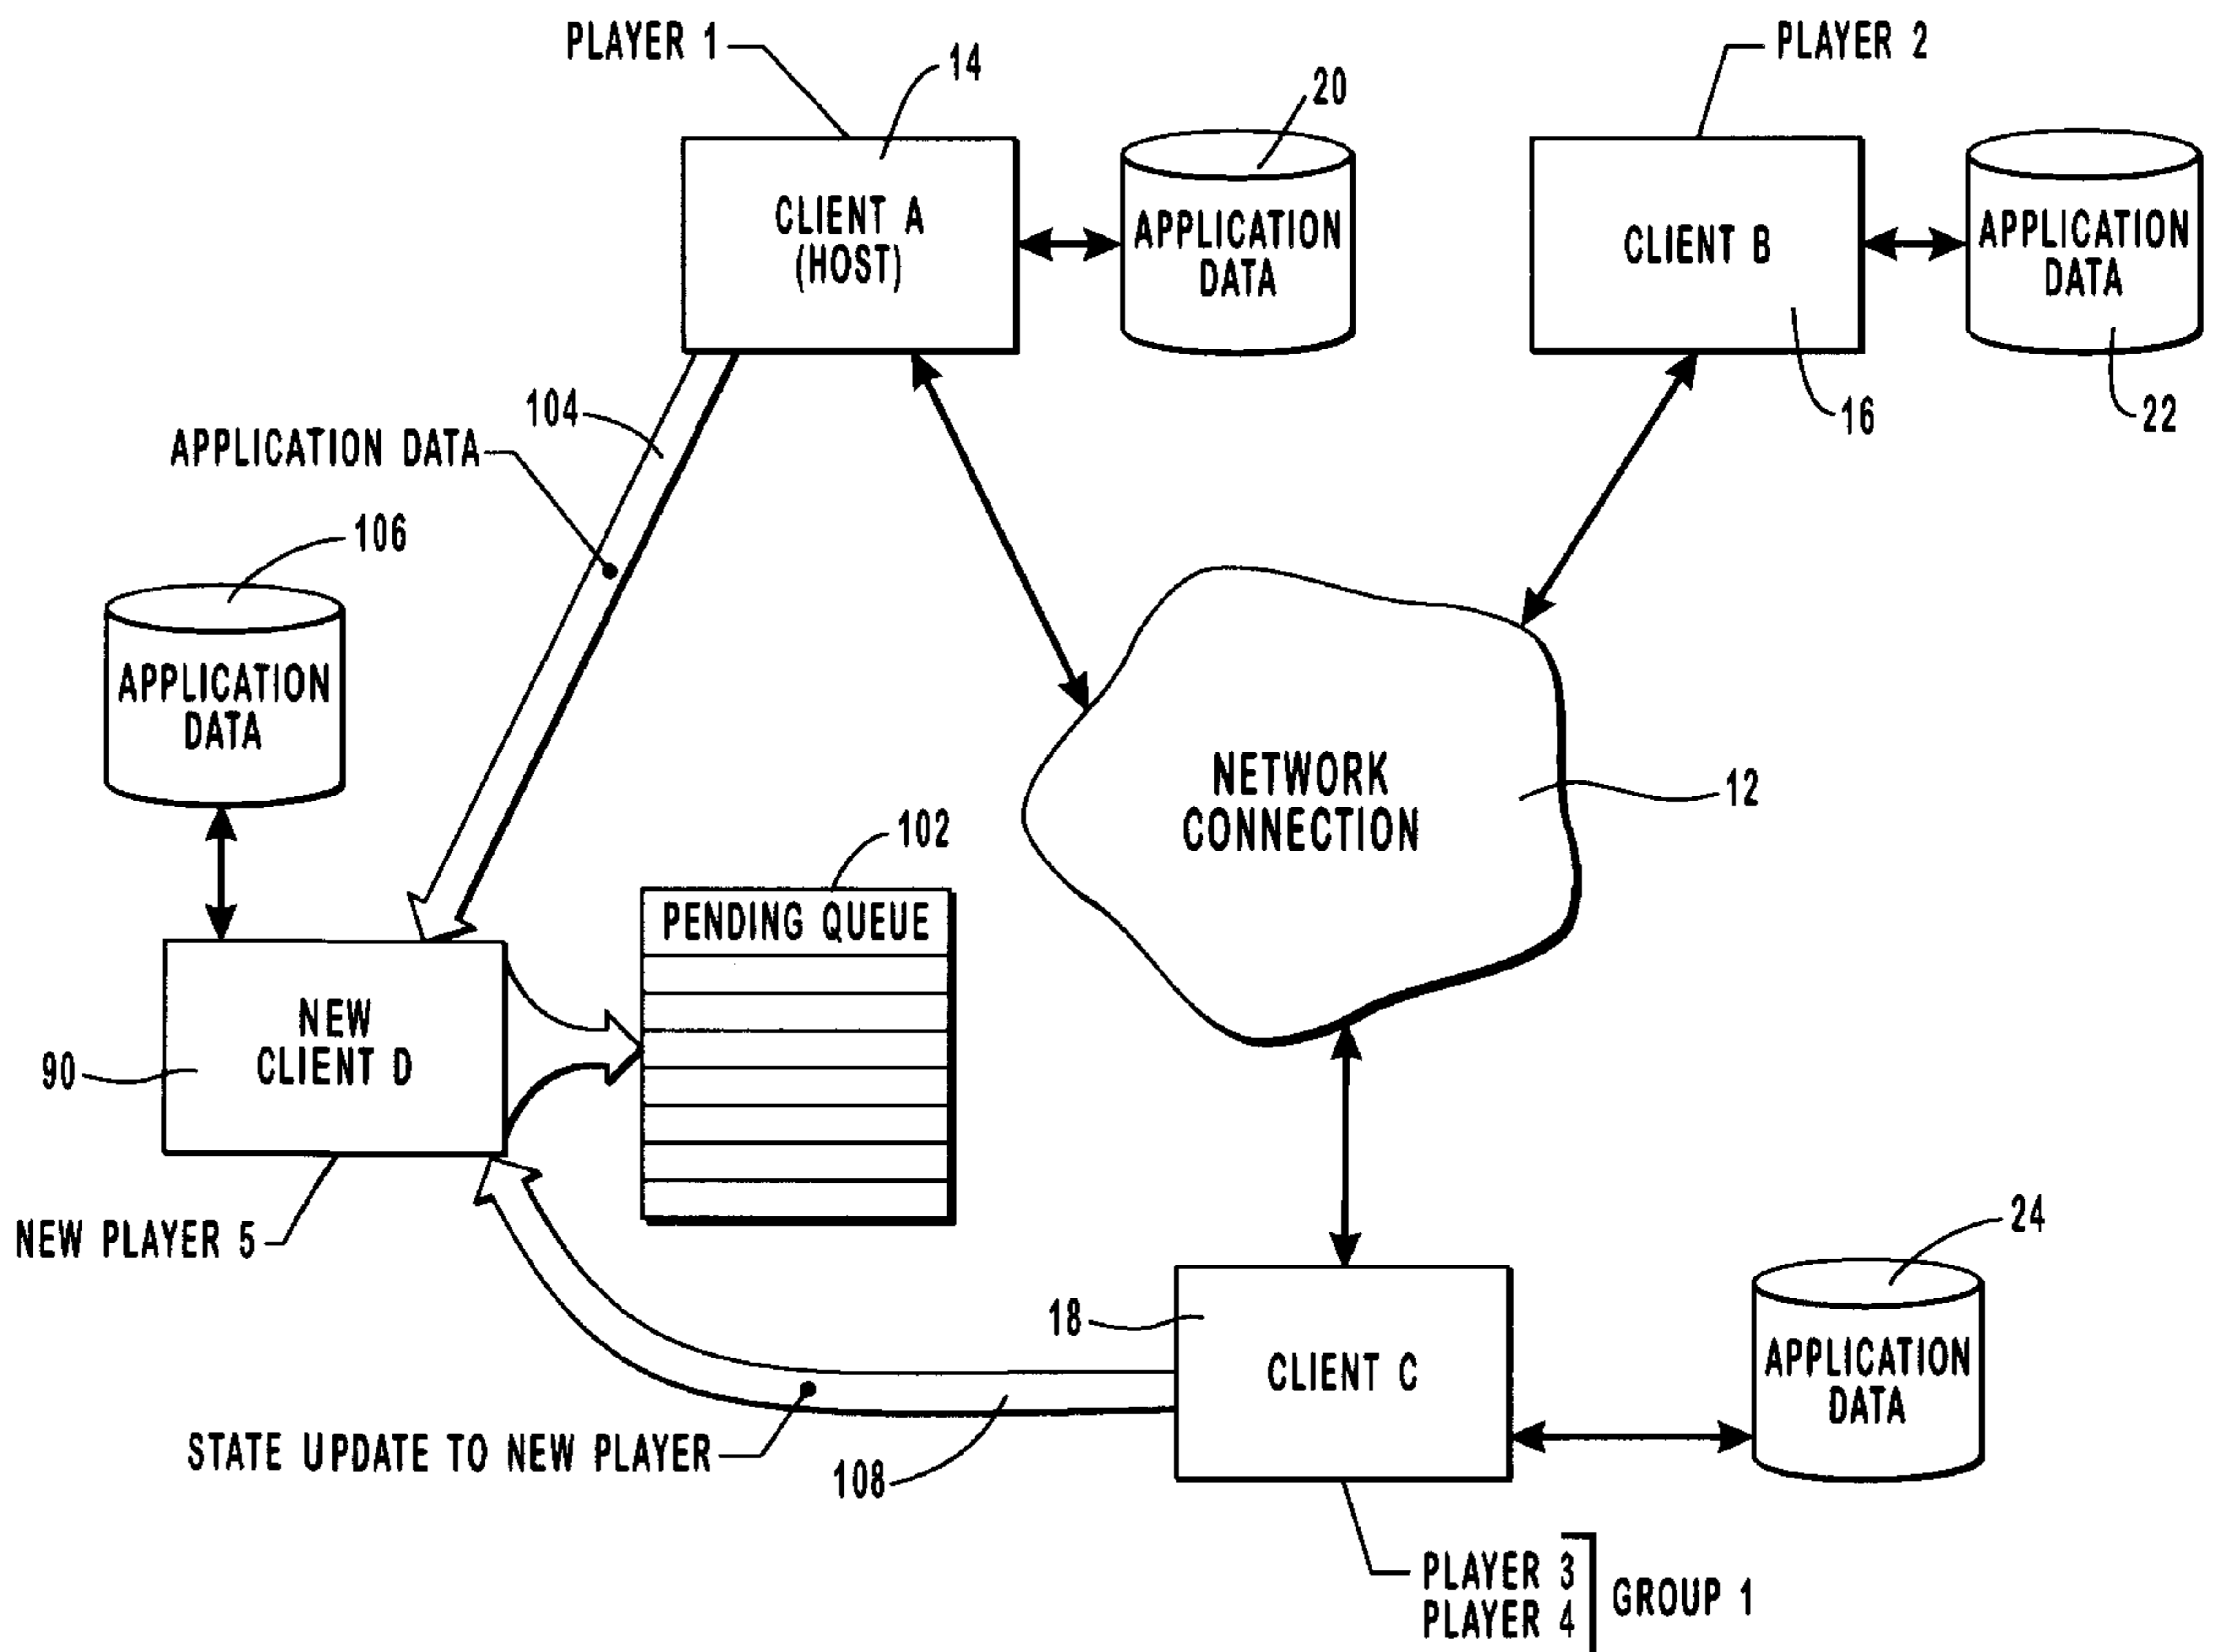 PLAYER 1
14
20
PLAYER 2
CLIENT A
(HOST)
APPLICATION
DATA
CLIENT B
APPLICATION
DATA
16
22
104
APPLICATION DATA
106
APPLICATION
DATA
NETWORK
CONNECTION
12
102
PENDING QUEUE
NEW
CLIENT D
90
NEW PLAYER 5
24
18
CLIENT C
APPLICATION
DATA
STATE UPDATE TO NEW PLAYER
108
PLAYER 3
PLAYER 4
GROUP 1